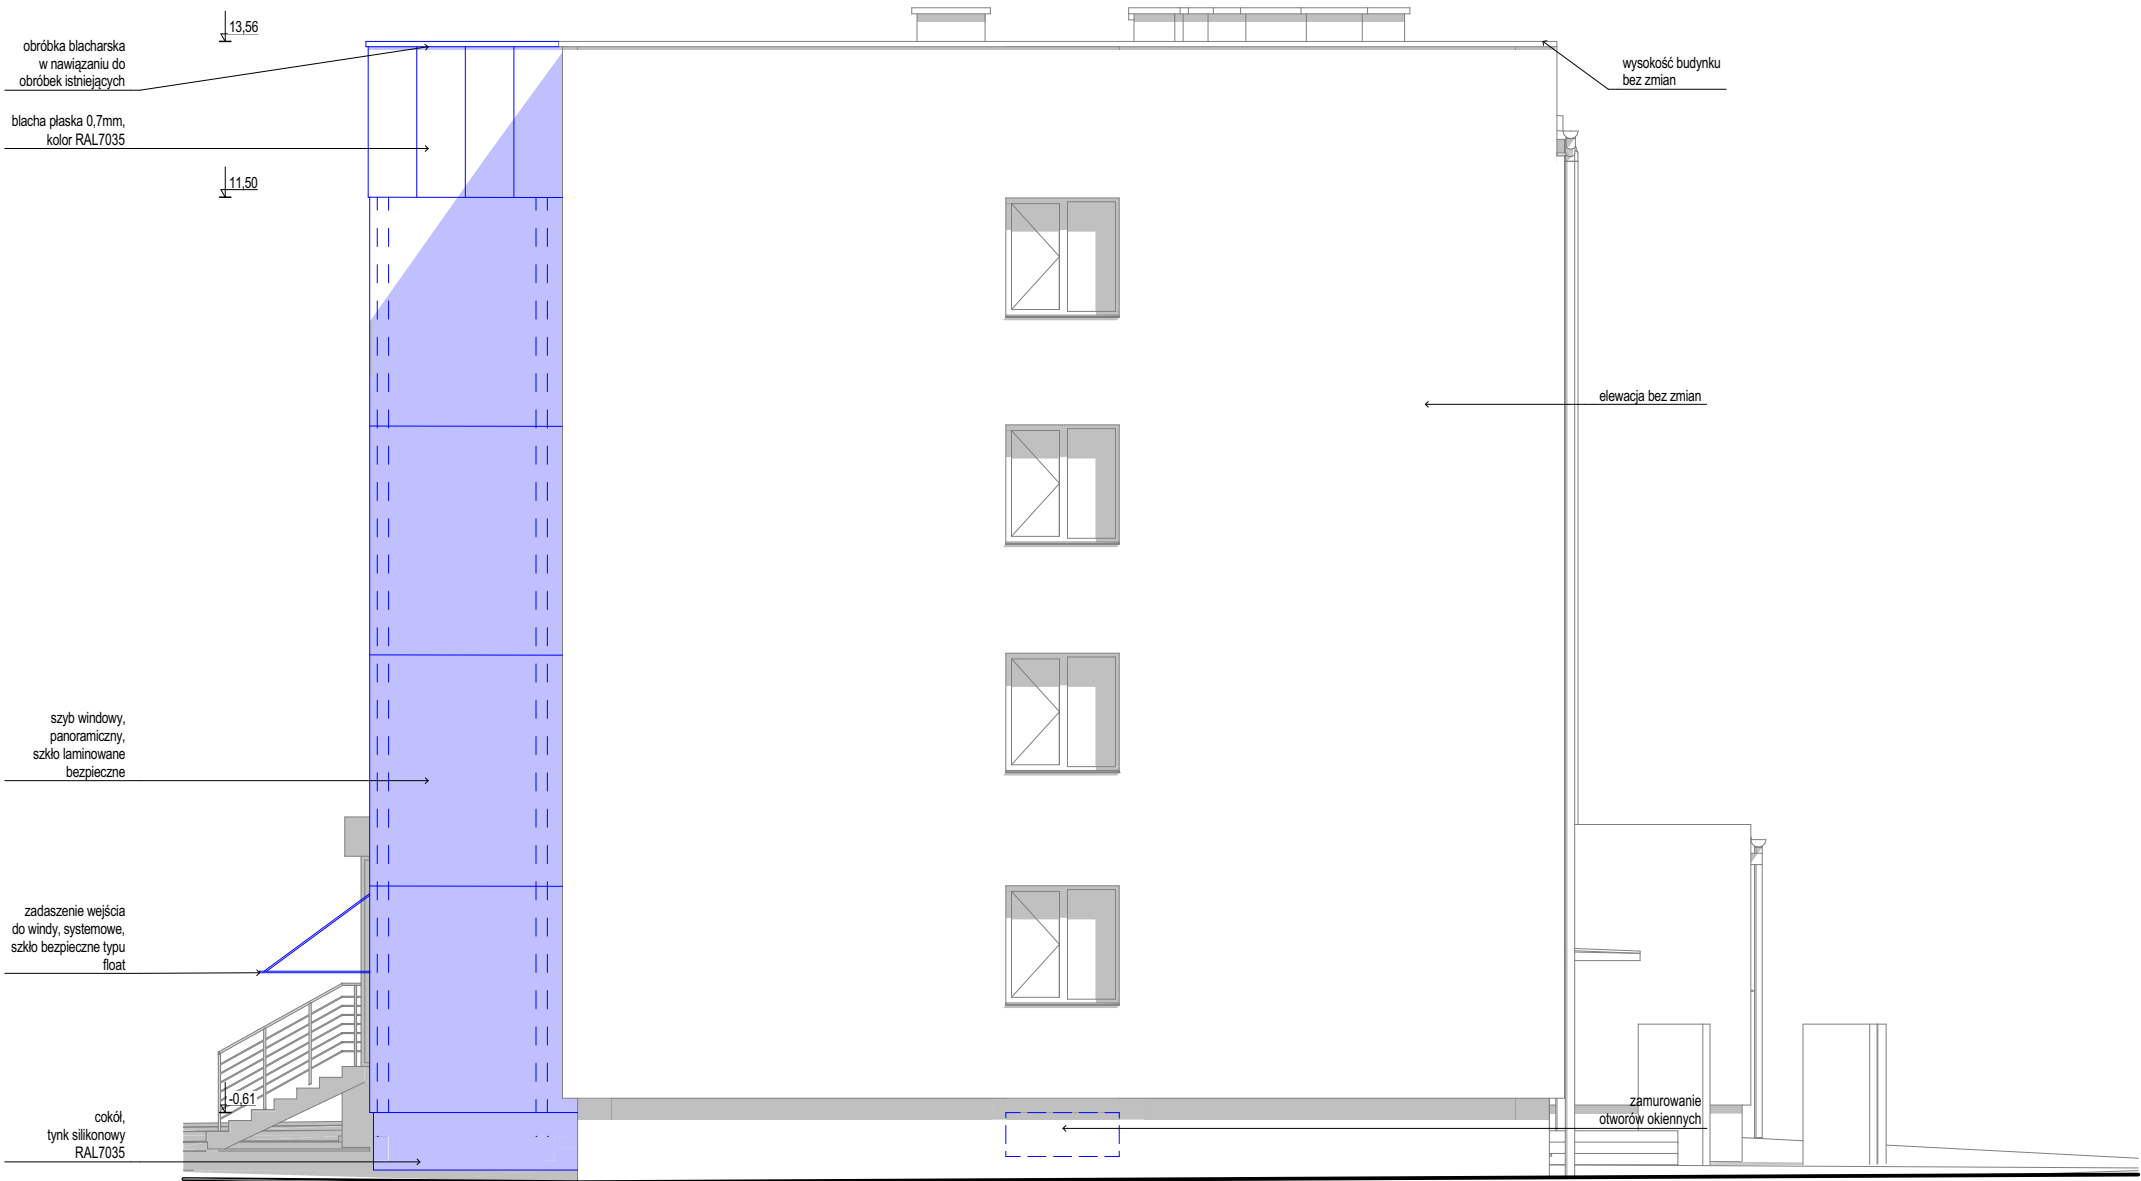 13,56
obróbka blacharska
w nawiązaniu do
obróbek istniejących
wysokość budynku
bez zmian
blacha płaska 0,7mm,
kolor RAL7035
11,50
elewacja bez zmian
szyb windowy,
panoramiczny,
szkło laminowane
bezpieczne
zadaszenie wejścia
do windy, systemowe,
szkło bezpieczne typu
float
-0,61
cokół,
tynk silikonowy
RAL7035
zamurowanie
otworów okiennych